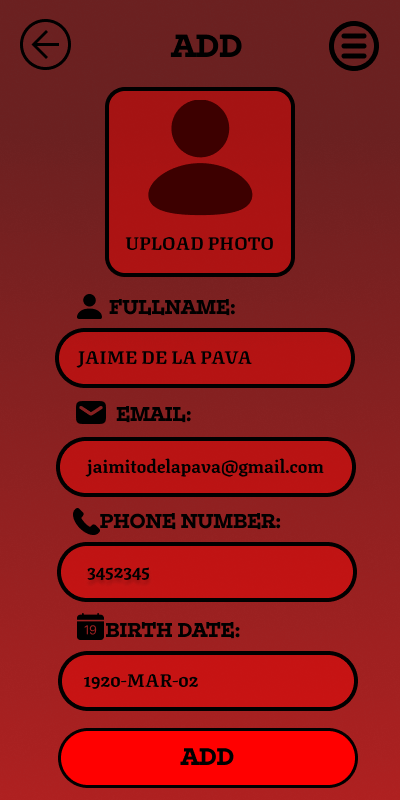 ADD
UPLOAD PHOTO
FULLNAME:
JAIME DE LA PAVA
EMAIL:
jaimitodelapava@gmail.com
PHONE NUMBER:
3452345
19
BIRTH DATE:
1920-MAR-02
ADD